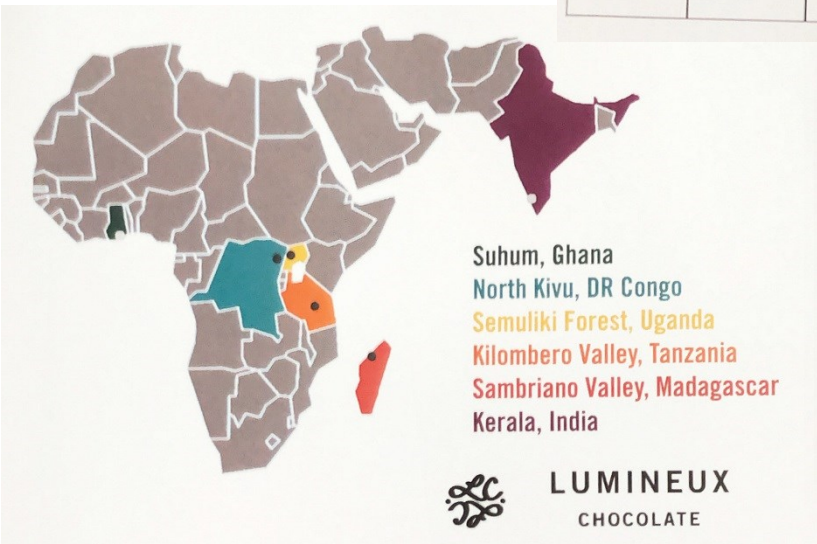 Suhum, Ghana
North Kivu, DR Congo
Semuliki Forest, Uganda
Kilombero Valley, Tanzania
Sambriano Valley, Madagascar
Kerala, India
LUMINEUX
CHOCOLATE